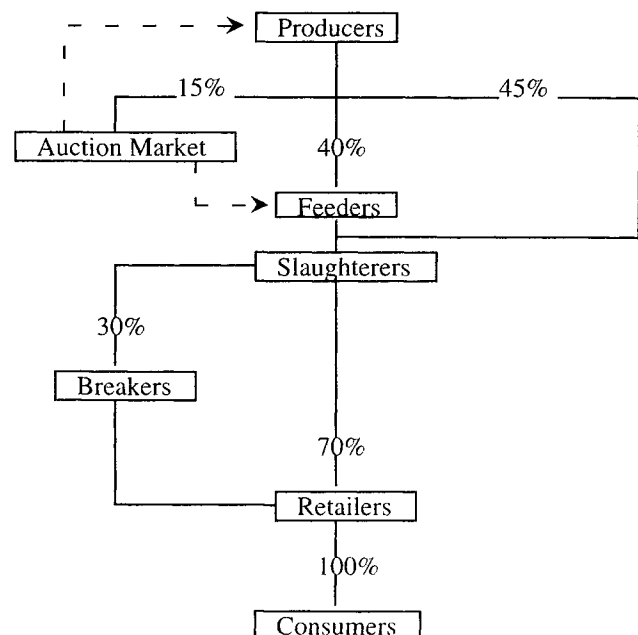 Producers
15%
45%
Auction Market
40%
Feeders
Slaughterers
30%
Breakers
70%
Retailers
100%
Consumers